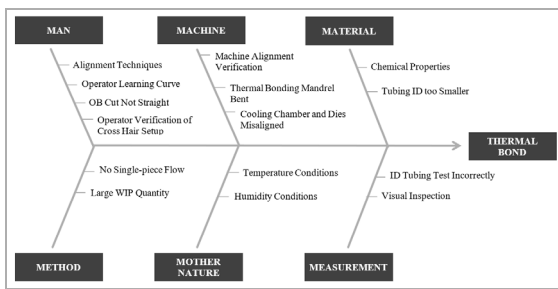 MAN
MACHINE
MATERIAL
Alignment Techniques
Operator Learning Curve
OB Cut Not Straight
Operator Verification of
Cross Hair Setup
Machine Alignment
Verification
Thermal Bonding Mandrel
Bent
Cooling Chamber and Dies
Misaligned
Chemical Properties
Tubing ID too Smaller
THERMAL
BOND
No Single-piece Flow
Large WIP Quantity
Temperature Conditions
Humidity Conditions
ID Tubing Test Incorrectly
Visual Inspection
METHOD
MOTHER
NATURE
MEASUREMENT